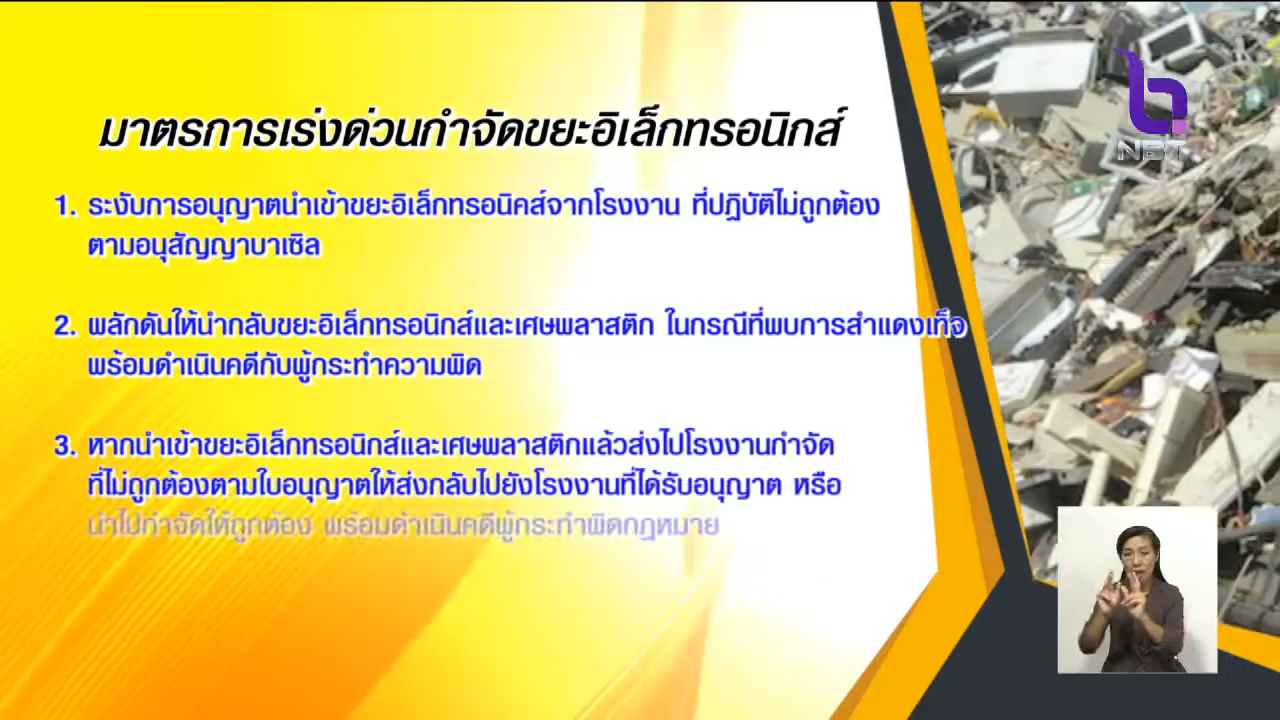 มาตรการเร่งด่วนกำจัดขยะอิเล็กทรอนิกส์
1. ระงับการอนุญาตนำเข้าขยะอิเล็กทรอนิคส์จากโรงงาน ที่ปฏิบัติไม่ถูกต้อง
ตามอนุสัญญาบาเซิล
2. พลักดันให้นำกลับขยะอิเล็กทรอนิกส์และเศษพลาสติก ในกรณีที่พบการสำแดงเท็จ
พร้อมดำเนินคดีกับผู้กระทำความผิด
3. หากนำเข้าขยะอิเล็กทรอนิกส์และเศษพลาสติกแล้วส่งไปโรงงานกำจัด
ที่ไม่ถูกต้องตามใบอนุญาตให้ส่งกลับไปยังโรงงานที่ได้รับอนุญาต หรือ
นำไปกำจัดให้ถูกต้อง พร้อมดำเนินคดีผู้กระทำผิดกฎหมาย
NBT